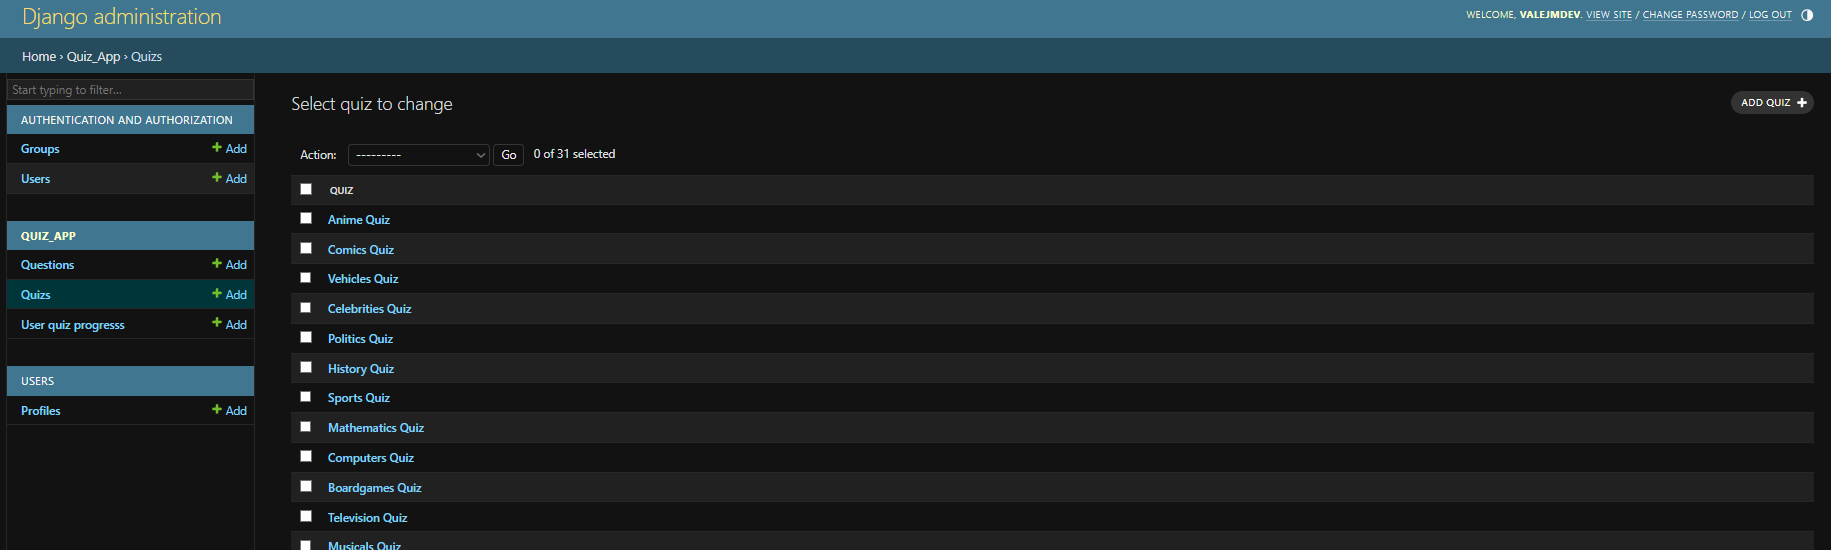 Django administration
WELCOME, VALEJMDEV. VIEW SITE / CHANGE PASSWORD / LOG OUT
Home › Quiz_App › Quizs
Start typing to filter...
AUTHENTICATION AND AUTHORIZATION
Groups + Add
Users + Add
QUIZ_APP
Questions + Add
Quizs + Add
User quiz progresss + Add
USERS
Profiles + Add
Select quiz to change
ADD QUIZ +
Action: --------- Go 0 of 31 selected
QUIZ
Anime Quiz
Comics Quiz
Vehicles Quiz
Celebrities Quiz
Politics Quiz
History Quiz
Sports Quiz
Mathematics Quiz
Computers Quiz
Boardgames Quiz
Television Quiz
Musicals Quiz